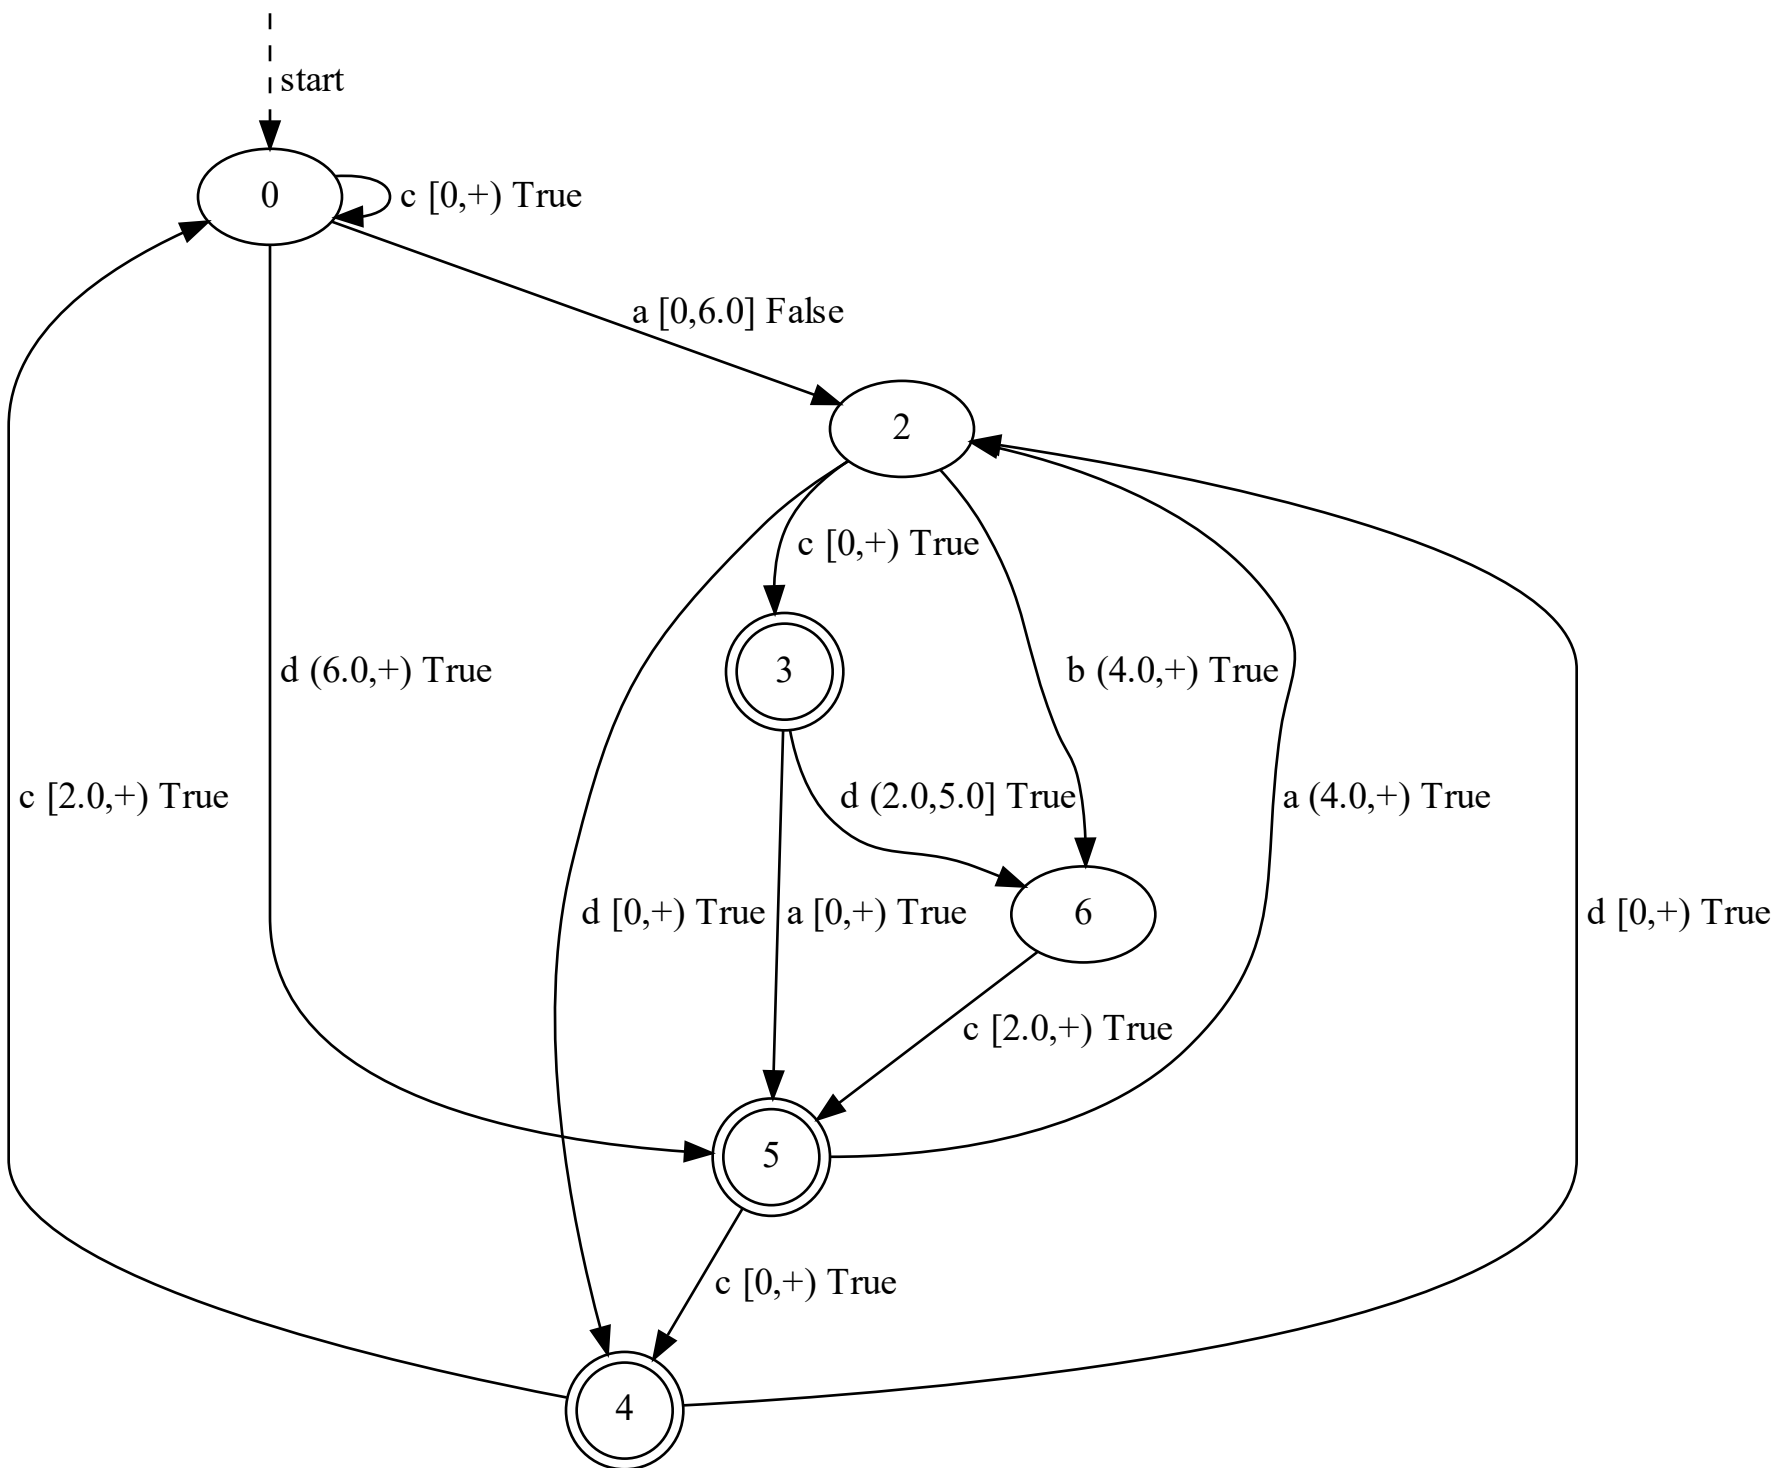 start
0
c [0,+) True
a [0,6.0] False
2
c [0,+) True
3
d (6.0,+) True
b (4.0,+) True
c [2.0,+) True
d (2.0,5.0] True
a (4.0,+) True
d [0,+) True
a [0,+) True
6
d [0,+) True
c [2.0,+) True
5
c [0,+) True
4